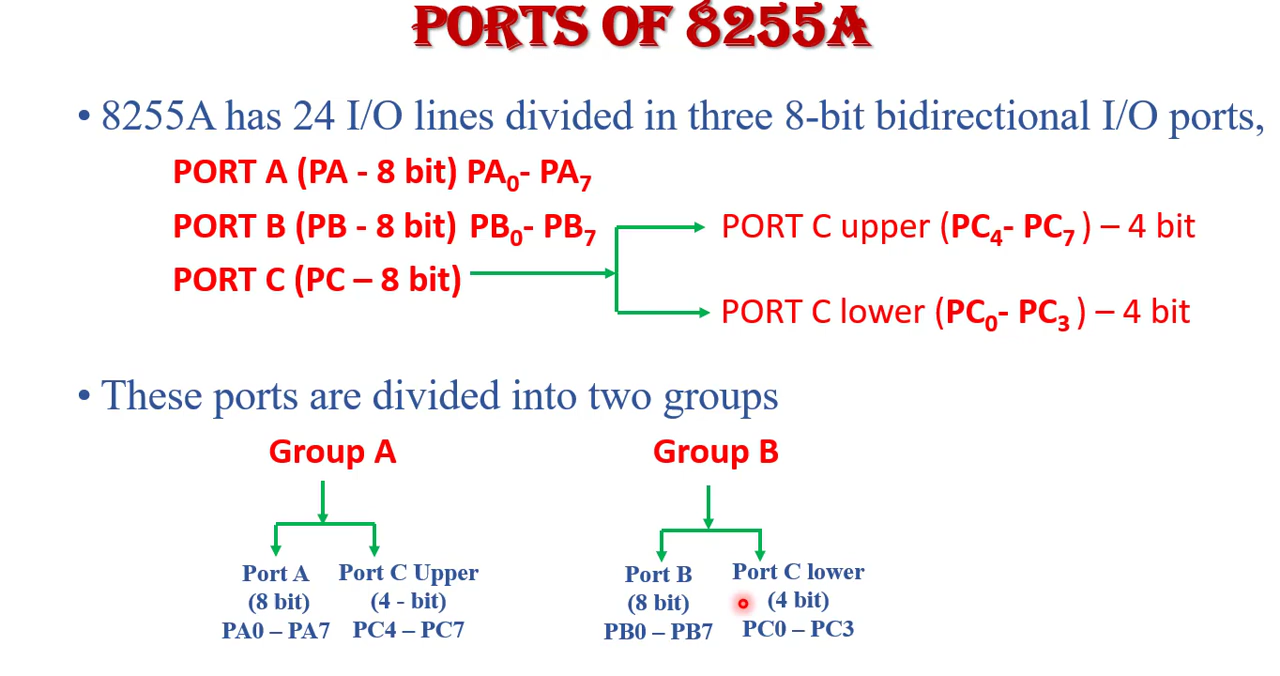 PORTS OF 8255A
• 8255A has 24 I/O lines divided in three 8-bit bidirectional I/O ports,
PORT A (PA - 8 bit) PA0- PA7
PORT B (PB - 8 bit) PB0- PB7
PORT C upper (PC4- PC7 ) – 4 bit
PORT C (PC – 8 bit)
PORT C lower (PC0- PC3 ) – 4 bit
• These ports are divided into two groups
Group A
Group B
Port A
(8 bit)
PA0 – PA7
Port C Upper
(4 - bit)
PC4 – PC7
Port B
(8 bit)
PB0 – PB7
Port C lower
(4 bit)
PC0 – PC3